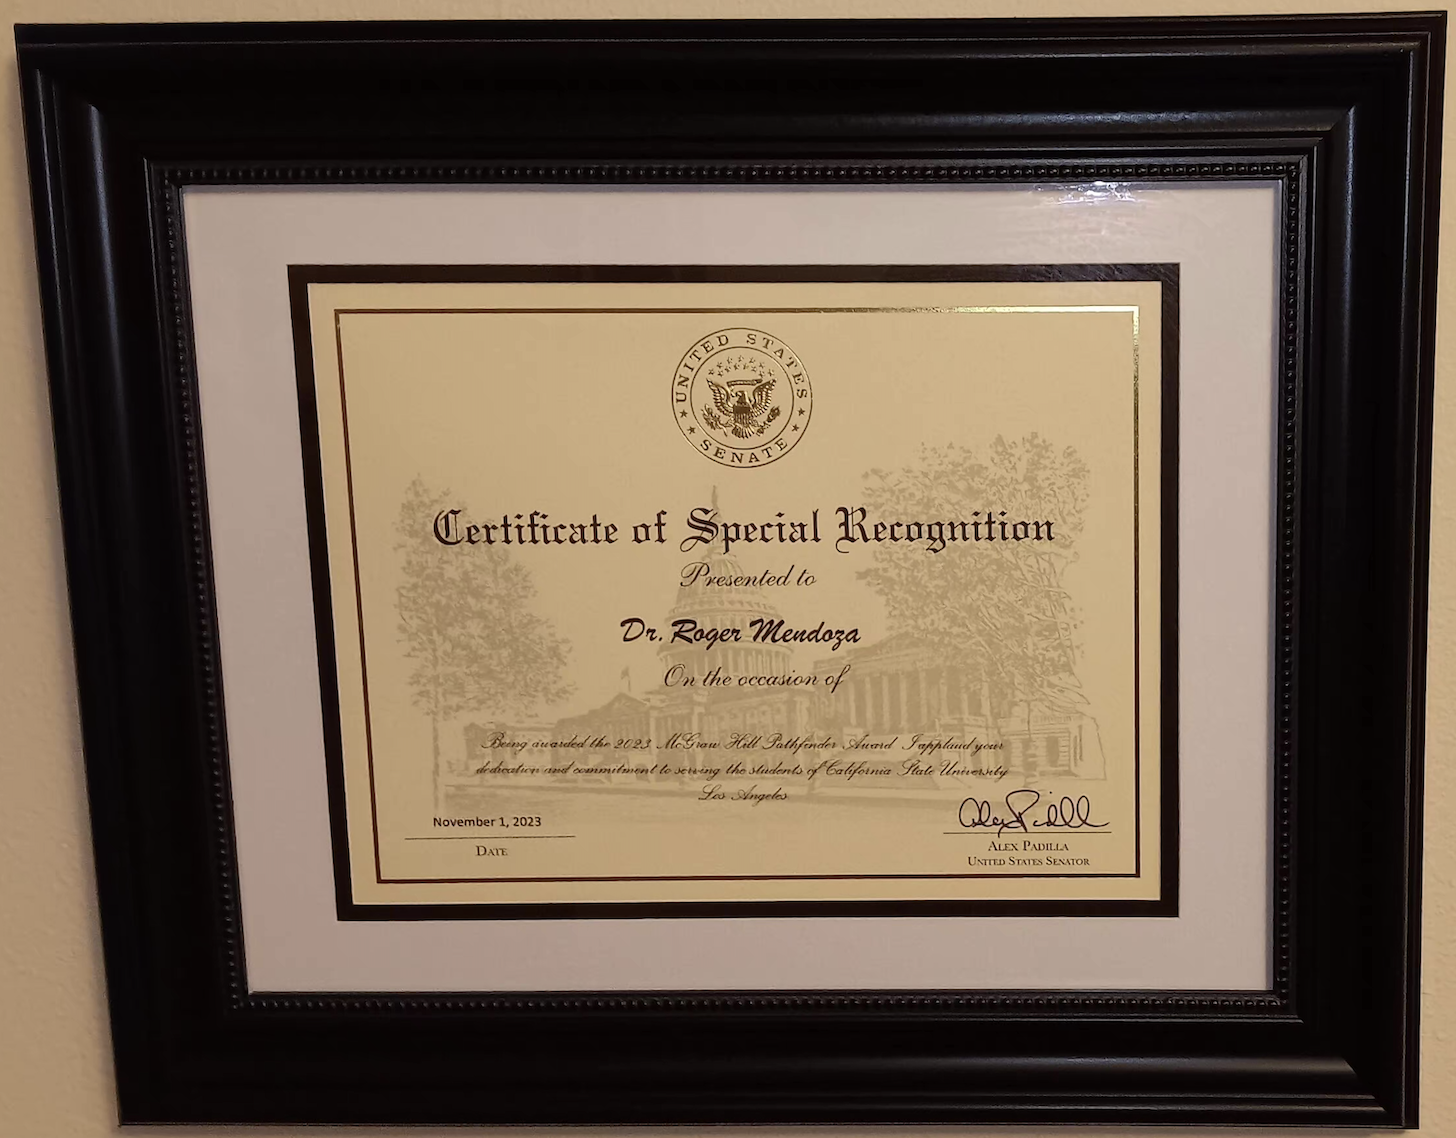 UNITED STATES
SENATE
Certificate of Special Recognition
Presented to
Dr. Roger Mendoza
On the occasion of
Being awarded the 2023 McGraw Hill Pathfinder Award I applaud your
dedication and commitment to serving the students of California State University
Los Angeles
November 1, 2023
DATE
Alex Padilla
ALEX PADILLA
UNITED STATES SENATOR